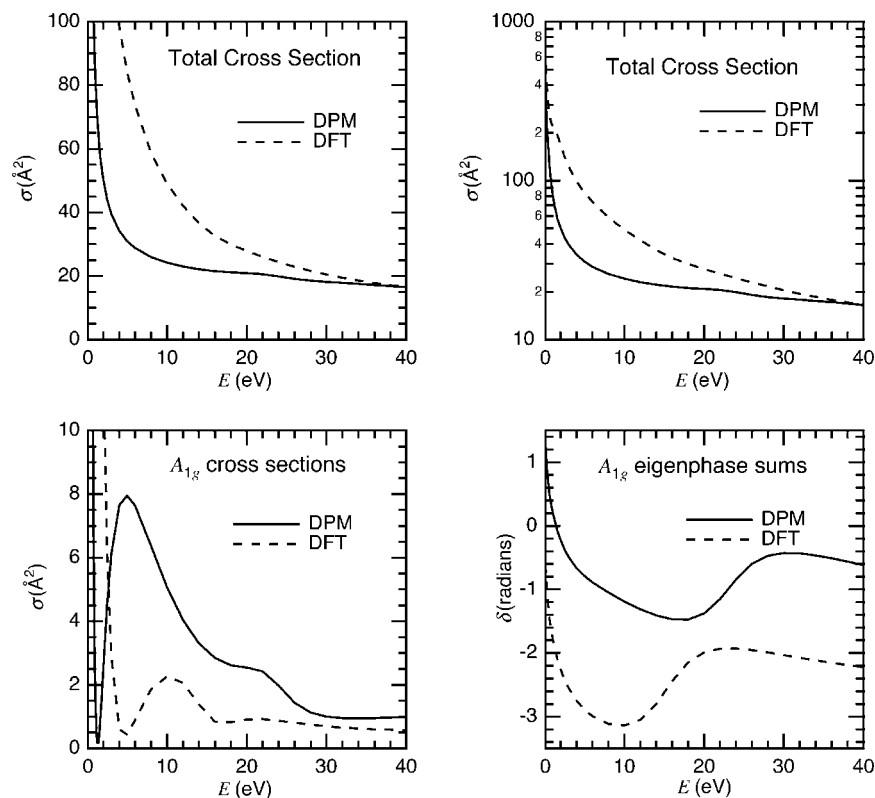 100
80
60
40
20
0
σ(Å²)
Total Cross Section
DPM
DFT
0
10
20
30
40
E (eV)
1000
8
6
4
2
100
8
6
4
2
10
σ(Å²)
Total Cross Section
DPM
DFT
0
10
20
30
40
E (eV)
10
8
6
4
2
0
σ(Å²)
A1g cross sections
DPM
DFT
0
10
20
30
40
E (eV)
1
0
-1
-2
-3
δ(radians)
A1g eigenphase sums
DPM
DFT
0
10
20
30
40
E (eV)